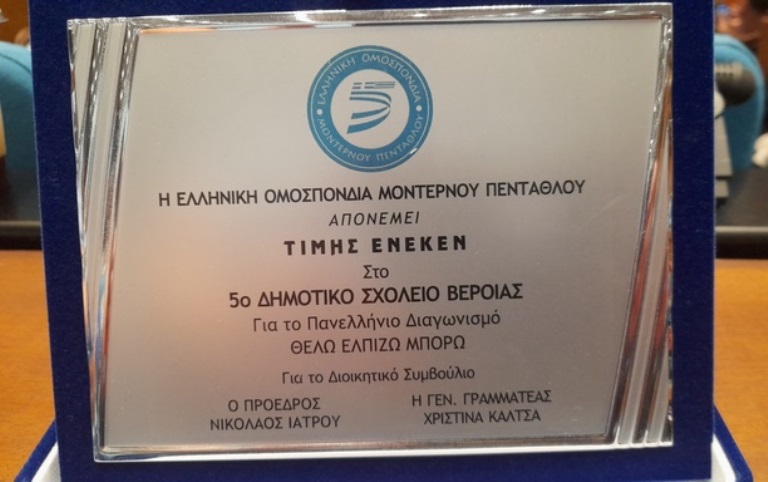 ΕΛΛΗΝΙΚΗ ΟΜΟΣΠΟΝΔΙΑ
ΜΟΝΤΕΡΝΟΥ ΠΕΝΤΑΘΛΟΥ
Η ΕΛΛΗΝΙΚΗ ΟΜΟΣΠΟΝΔΙΑ ΜΟΝΤΕΡΝΟΥ ΠΕΝΤΑΘΛΟΥ
ΑΠΟΝΕΜΕΙ
ΤΙΜΗΣ ΕΝΕΚΕΝ
Στο
5ο ΔΗΜΟΤΙΚΟ ΣΧΟΛΕΙΟ ΒΕΡΟΙΑΣ
Για το Πανελλήνιο Διαγωνισμό
ΘΕΛΩ ΕΛΠΙΖΩ ΜΠΟΡΩ
Για το Διοικητικό Συμβούλιο
Ο ΠΡΟΕΔΡΟΣ Η ΓΕΝ. ΓΡΑΜΜΑΤΕΑΣ
ΝΙΚΟΛΑΟΣ ΙΑΤΡΟΥ ΧΡΙΣΤΙΝΑ ΚΑΛΤΣΑ